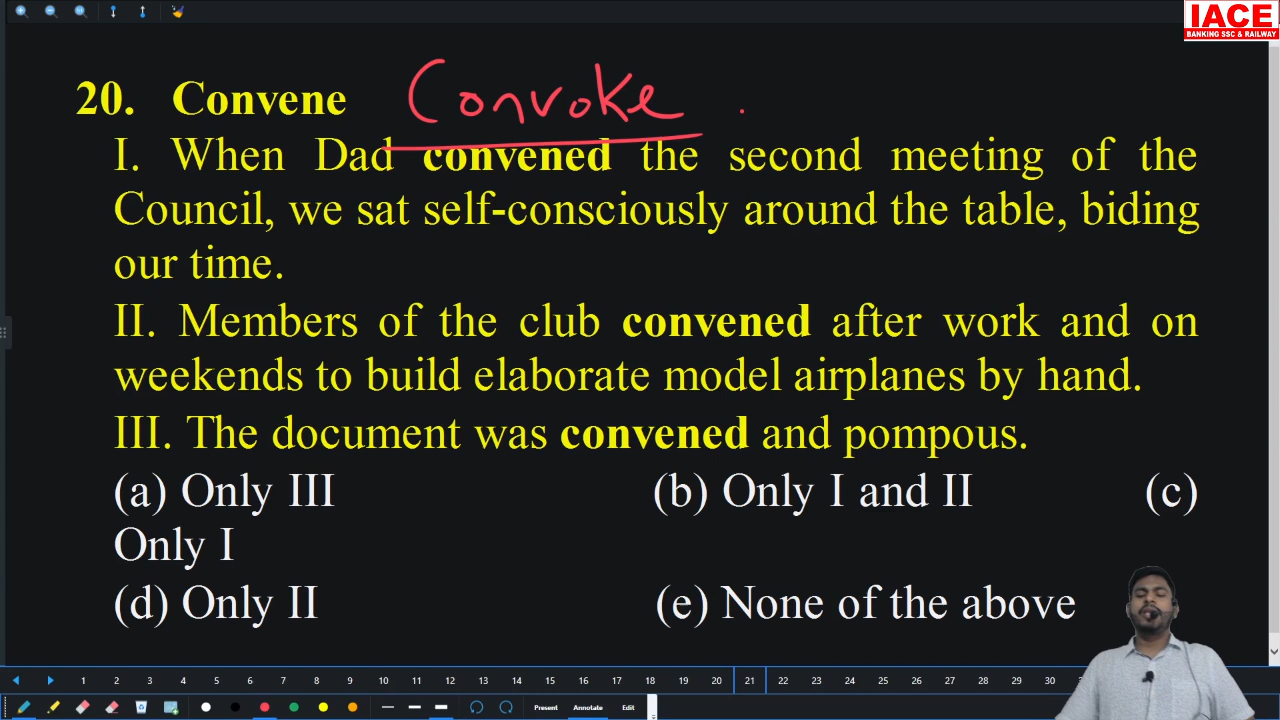 IACE
BANKING SSC & RAILWAY
20. Convene Convoke
I. When Dad convened the second meeting of the
Council, we sat self-consciously around the table, biding
our time.
II. Members of the club convened after work and on
weekends to build elaborate model airplanes by hand.
III. The document was convened and pompous.
(a) Only III (b) Only I and II (c)
Only I
(d) Only II (e) None of the above
1 2 3 4 5 6 7 8 9 10 11 12 13 14 15 16 17 18 19 20 21 22 23 24 25 26 27 28 29 30
Present Annotate Edit